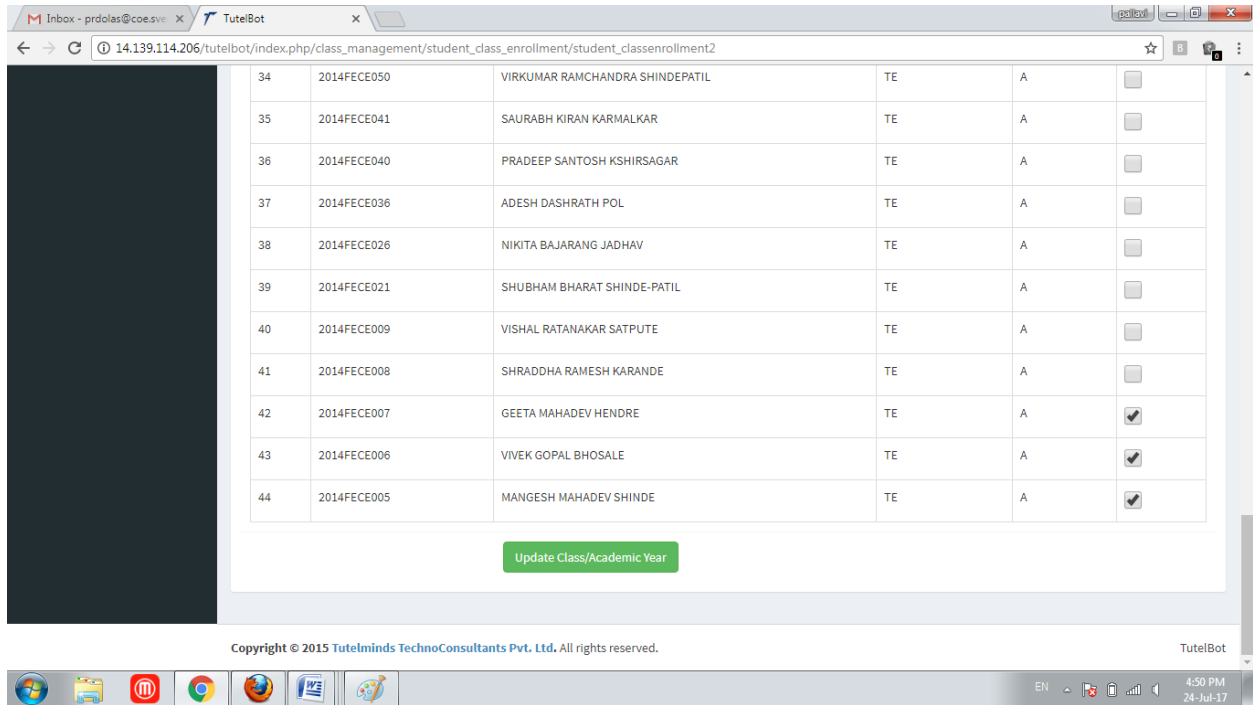 Inbox - prdolas@coe.sve
TutelBot
pallavi
14.139.114.206/tutelbot/index.php/class_management/student_class_enrollment/student_classenrollment2
34 2014FECE050 VIRKUMAR RAMCHANDRA SHINDEPATIL TE A
35 2014FECE041 SAURABH KIRAN KARMALKAR TE A
36 2014FECE040 PRADEEP SANTOSH KSHIRSAGAR TE A
37 2014FECE036 ADESH DASHRATH POL TE A
38 2014FECE026 NIKITA BAJARANG JADHAV TE A
39 2014FECE021 SHUBHAM BHARAT SHINDE-PATIL TE A
40 2014FECE009 VISHAL RATANAKAR SATPUTE TE A
41 2014FECE008 SHRADDHA RAMESH KARANDE TE A
42 2014FECE007 GEETA MAHADEV HENDRE TE A
43 2014FECE006 VIVEK GOPAL BHOSALE TE A
44 2014FECE005 MANGESH MAHADEV SHINDE TE A
Update Class/Academic Year
Copyright © 2015 Tutelminds TechnoConsultants Pvt. Ltd. All rights reserved. TutelBot
EN 4:50 PM
24-Jul-17